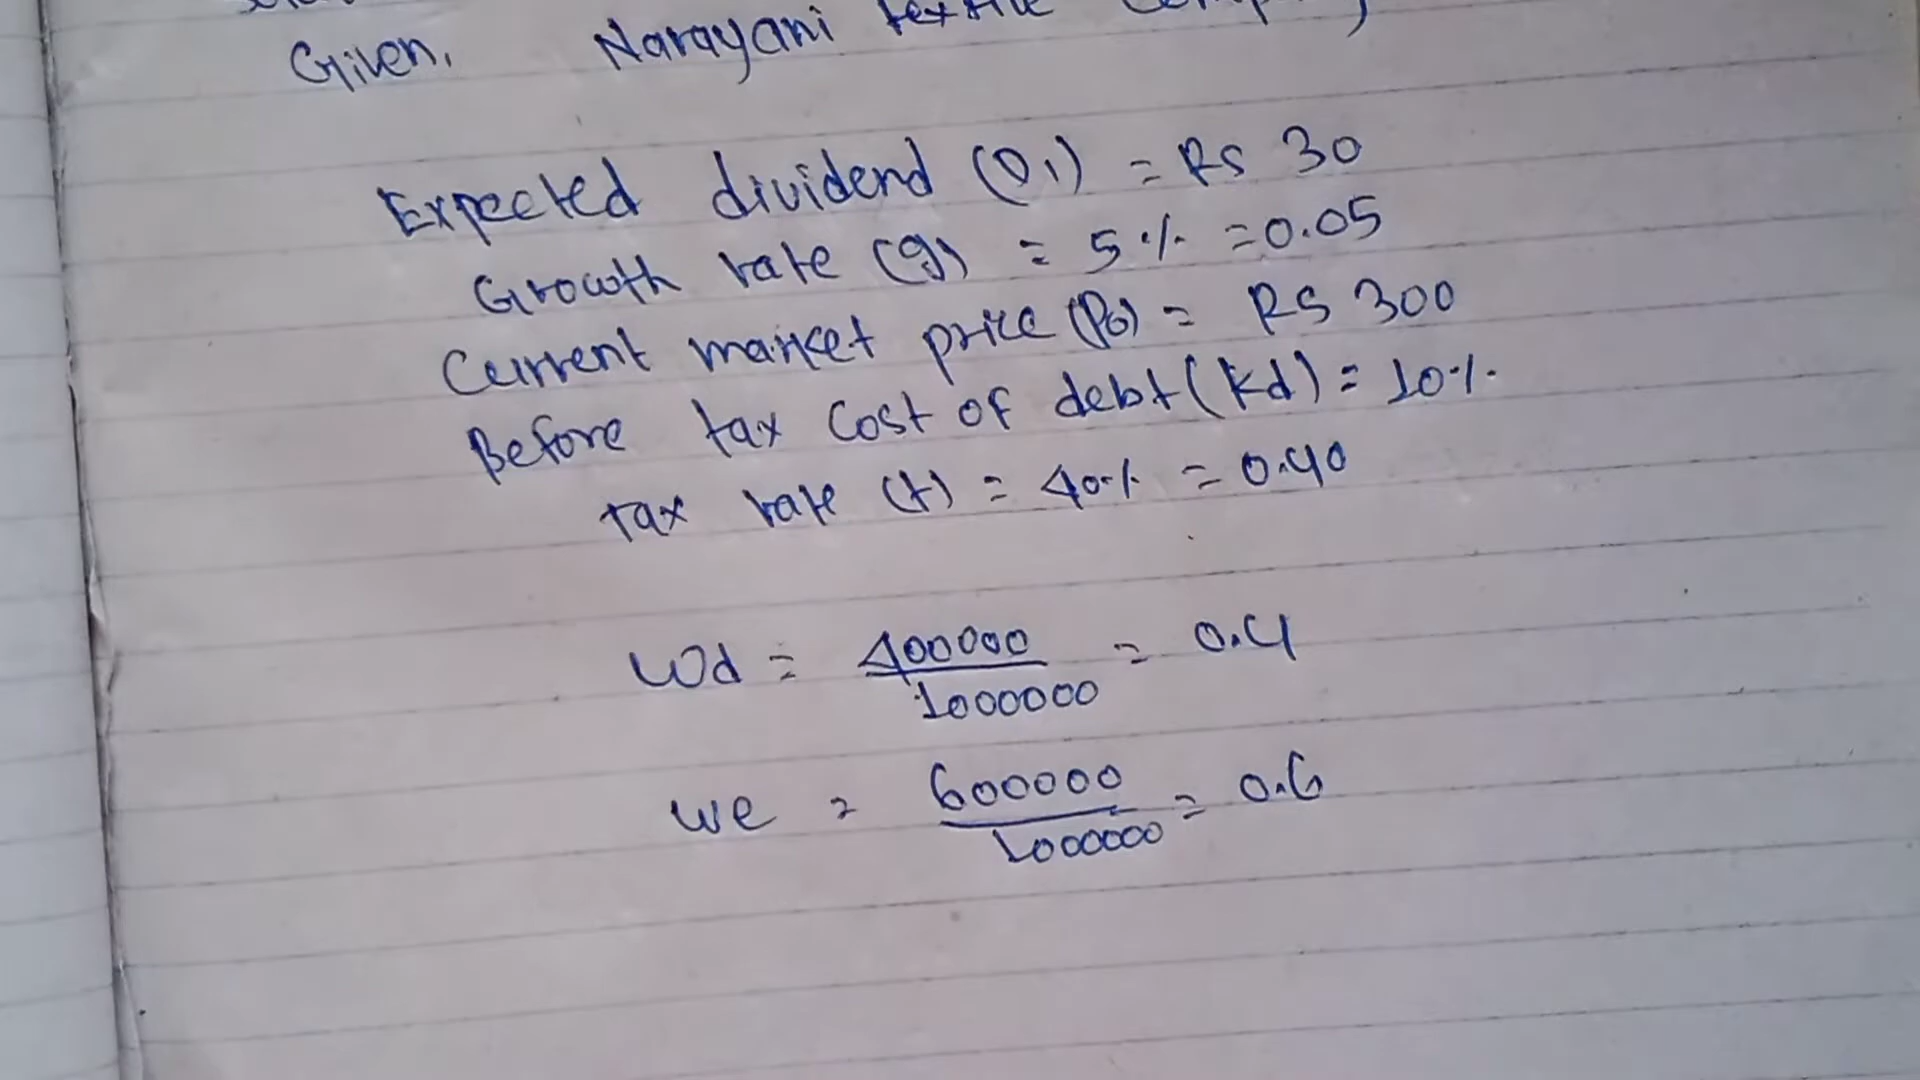 Given, Narayani textile Company
Expected dividend (D1) = RS 30
Growth rate (g) = 5% = 0.05
Current market price (P0) = RS 300
Before tax cost of debt (kd) = 10%
tax rate (t) = 40% = 0.40
Wd = 400000 / 1000000 = 0.4
we = 600000 / 1000000 = 0.6